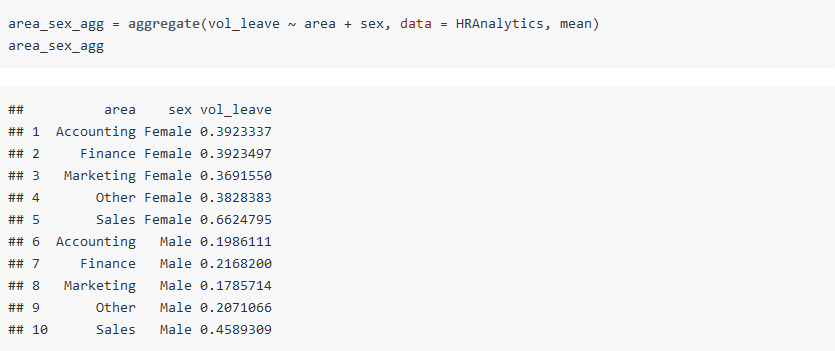 area_sex_agg = aggregate(vol_leave ~ area + sex, data = HRAnalytics, mean)
area_sex_agg
##          area    sex vol_leave
## 1  Accounting Female 0.3923337
## 2     Finance Female 0.3923497
## 3   Marketing Female 0.3691550
## 4       Other Female 0.3828383
## 5       Sales Female 0.6624795
## 6  Accounting   Male 0.1986111
## 7     Finance   Male 0.2168200
## 8   Marketing   Male 0.1785714
## 9       Other   Male 0.2071066
## 10      Sales   Male 0.4589309